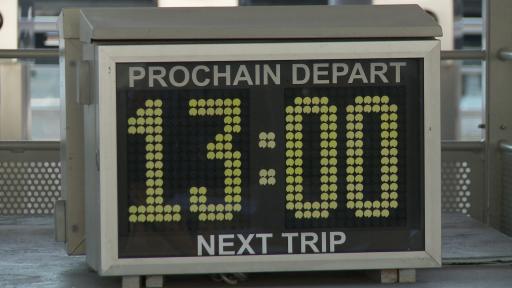 PROCHAIN DEPART
13:00
NEXT TRIP